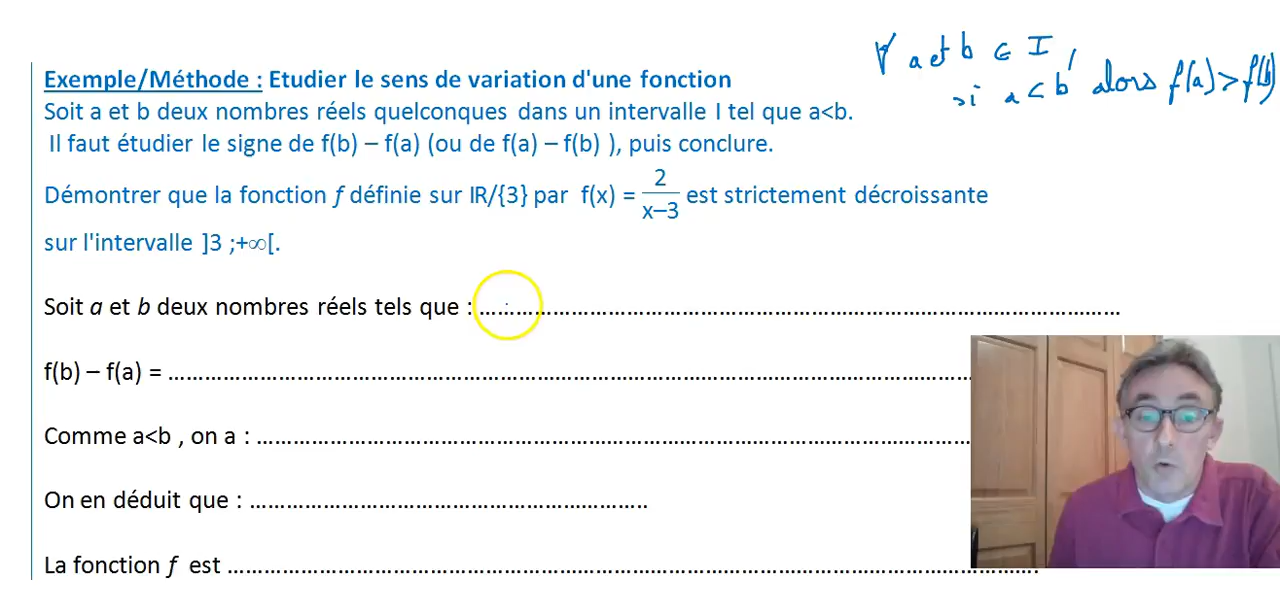 ∀ a et b ∈ I,
si a < b alors f(a) > f(b)
Exemple/Méthode : Etudier le sens de variation d'une fonction
Soit a et b deux nombres réels quelconques dans un intervalle I tel que a<b.
Il faut étudier le signe de f(b) – f(a) (ou de f(a) – f(b) ), puis conclure.
Démontrer que la fonction f définie sur IR/{3} par f(x) = 2/(x–3) est strictement décroissante
sur l'intervalle ]3 ;+∞[.
Soit a et b deux nombres réels tels que : ......................................................
f(b) – f(a) = ......................................................
Comme a<b , on a : ......................................................
On en déduit que : ......................................................
La fonction f est ......................................................